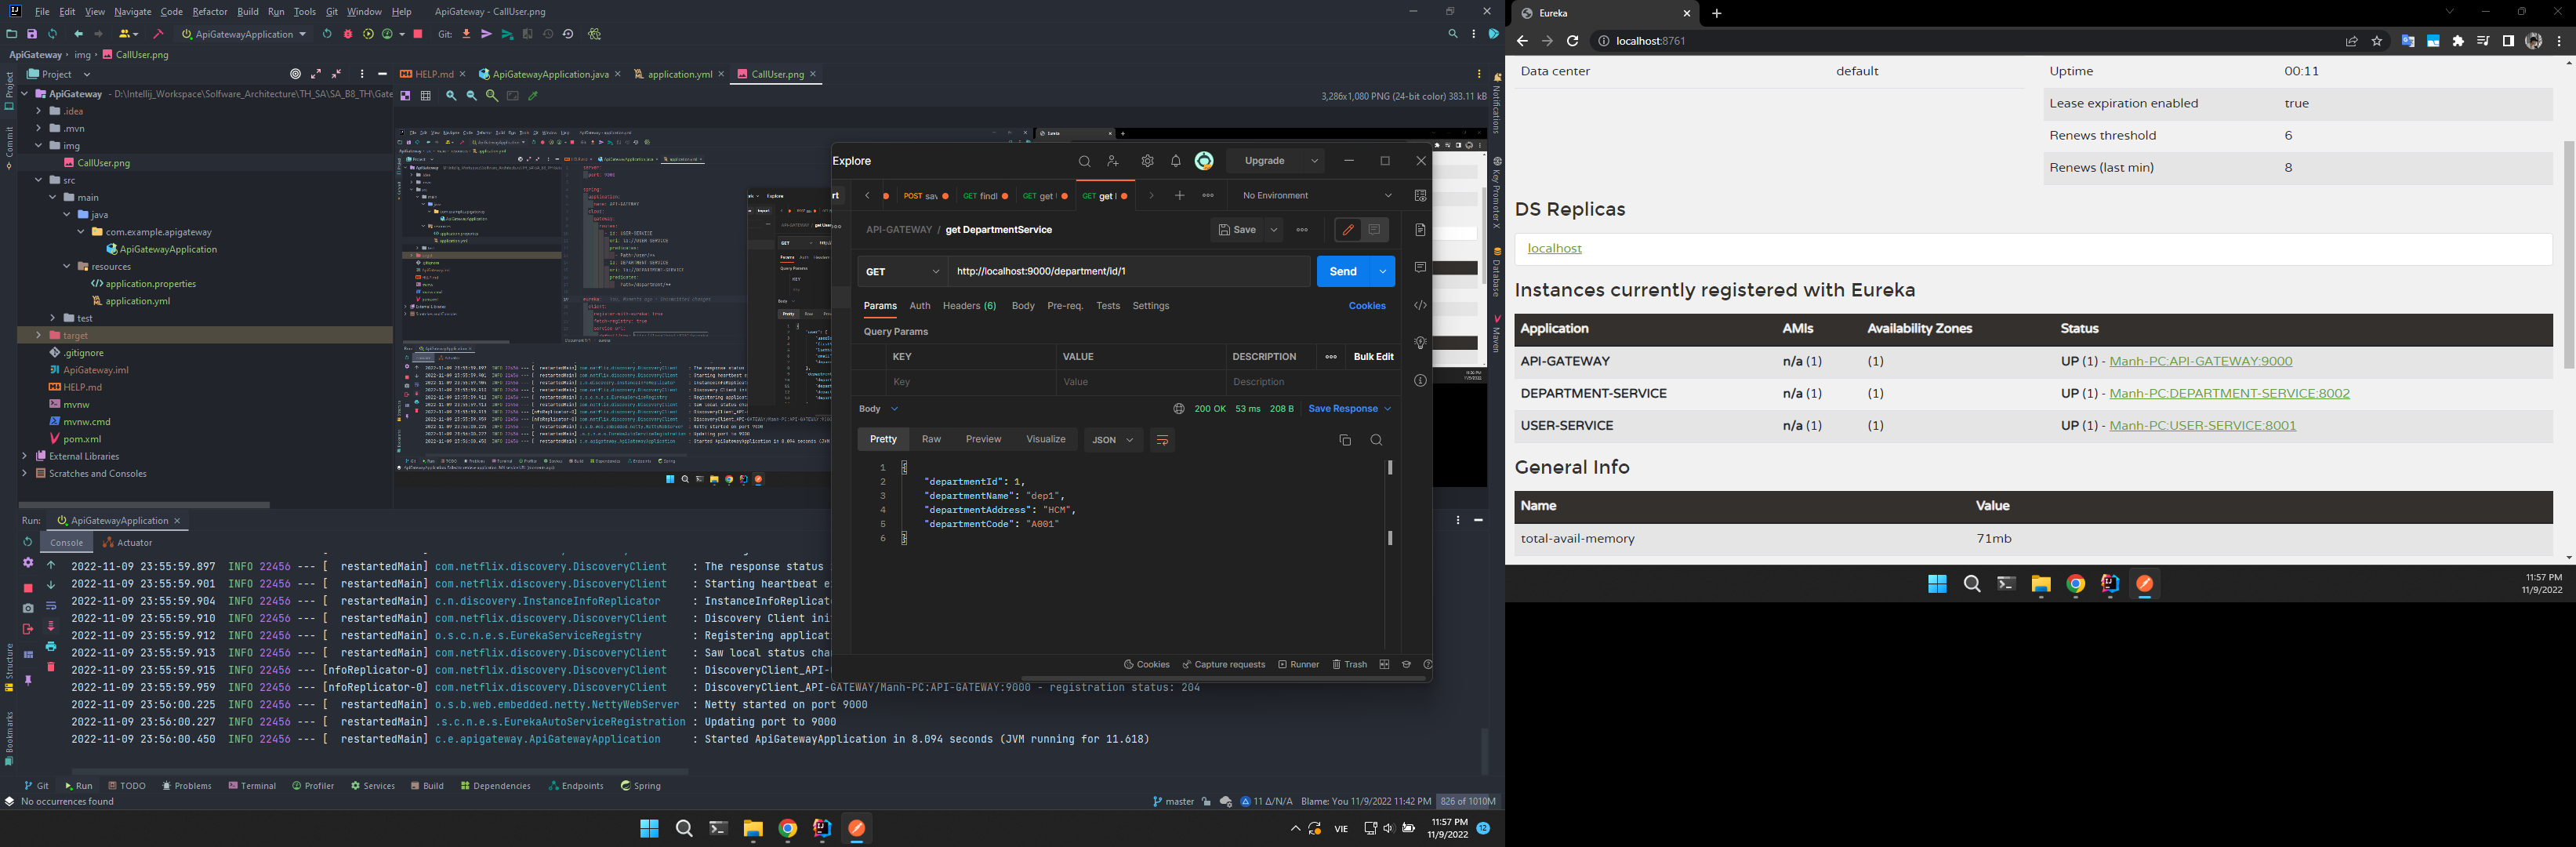 File Edit View Navigate Code Refactor Build Run Tools Git Window Help ApiGateway - CallUser.png
ApiGatewayApplication Git:
ApiGateway img CallUser.png
Project HELP.md ApiGatewayApplication.java application.yml CallUser.png
3,286x1,080 PNG (24-bit color) 383.11 kB
ApiGateway - D:\Intellij_Workspace\Solfware_Architecture\TH_SA\SA_B8_TH\Gate
.idea
.mvn
img
CallUser.png
src
main
java
com.example.apigateway
ApiGatewayApplication
resources
application.properties
application.yml
test
target
.gitignore
ApiGateway.iml
HELP.md
mvnw
mvnw.cmd
pom.xml
External Libraries
Scratches and Consoles
Project
Commit
Structure
Bookmarks
Notifications
Key Promoter X
Database
Maven
Explore Upgrade
POST sav GET findl GET get GET get No Environment
API-GATEWAY / get DepartmentService Save
GET http://localhost:9000/department/id/1 Send
Params Auth Headers (6) Body Pre-req. Tests Settings Cookies
Query Params
KEY VALUE DESCRIPTION Bulk Edit
Key Value Description
Body 200 OK 53 ms 208 B Save Response
Pretty Raw Preview Visualize JSON
1 {
2 "departmentId": 1,
3 "departmentName": "dep1",
4 "departmentAddress": "HCM",
5 "departmentCode": "A001"
6 }
Cookies Capture requests Runner Trash
Run: ApiGatewayApplication
Console Actuator
2022-11-09 23:55:59.897 INFO 22456 --- [ restartedMain] com.netflix.discovery.DiscoveryClient : The response status
2022-11-09 23:55:59.901 INFO 22456 --- [ restartedMain] com.netflix.discovery.DiscoveryClient : Starting heartbeat e
2022-11-09 23:55:59.904 INFO 22456 --- [ restartedMain] c.n.discovery.InstanceInfoReplicator : InstanceInfoReplicat
2022-11-09 23:55:59.910 INFO 22456 --- [ restartedMain] com.netflix.discovery.DiscoveryClient : Discovery Client ini
2022-11-09 23:55:59.912 INFO 22456 --- [ restartedMain] o.s.c.n.e.s.EurekaServiceRegistry : Registering applicat
2022-11-09 23:55:59.913 INFO 22456 --- [ restartedMain] com.netflix.discovery.DiscoveryClient : Saw local status cha
2022-11-09 23:55:59.915 INFO 22456 --- [nfoReplicator-0] com.netflix.discovery.DiscoveryClient : DiscoveryClient_API-
2022-11-09 23:55:59.959 INFO 22456 --- [nfoReplicator-0] com.netflix.discovery.DiscoveryClient : DiscoveryClient_API-GATEWAY/Manh-PC:API-GATEWAY:9000 - registration status: 204
2022-11-09 23:56:00.225 INFO 22456 --- [ restartedMain] o.s.b.web.embedded.netty.NettyWebServer : Netty started on port 9000
2022-11-09 23:56:00.227 INFO 22456 --- [ restartedMain] .s.c.n.e.s.EurekaAutoServiceRegistration : Updating port to 9000
2022-11-09 23:56:00.450 INFO 22456 --- [ restartedMain] c.e.apigateway.ApiGatewayApplication : Started ApiGatewayApplication in 8.094 seconds (JVM running for 11.618)
Git Run TODO Problems Terminal Profiler Services Build Dependencies Endpoints Spring
No occurrences found master 11 Δ/N/A Blame: You 11/9/2022 11:42 PM 826 of 1010M
VIE 11:57 PM
11/9/2022 12
Eureka
localhost:8761
Data center default Uptime 00:11
Lease expiration enabled true
Renews threshold 6
Renews (last min) 8
DS Replicas
localhost
Instances currently registered with Eureka
Application AMIs Availability Zones Status
API-GATEWAY n/a (1) (1) UP (1) - Manh-PC:API-GATEWAY:9000
DEPARTMENT-SERVICE n/a (1) (1) UP (1) - Manh-PC:DEPARTMENT-SERVICE:8002
USER-SERVICE n/a (1) (1) UP (1) - Manh-PC:USER-SERVICE:8001
General Info
Name Value
total-avail-memory 71mb
11:57 PM
11/9/2022